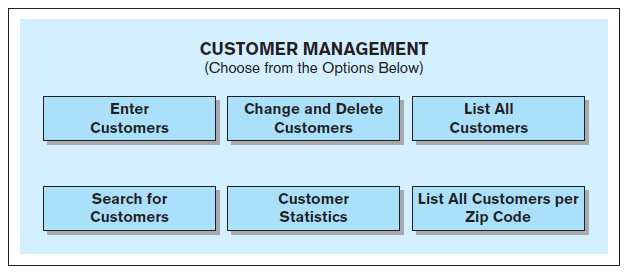 CUSTOMER MANAGEMENT
(Choose from the Options Below)
Enter
Customers
Change and Delete
Customers
List All
Customers
Search for
Customers
Customer
Statistics
List All Customers per
Zip Code